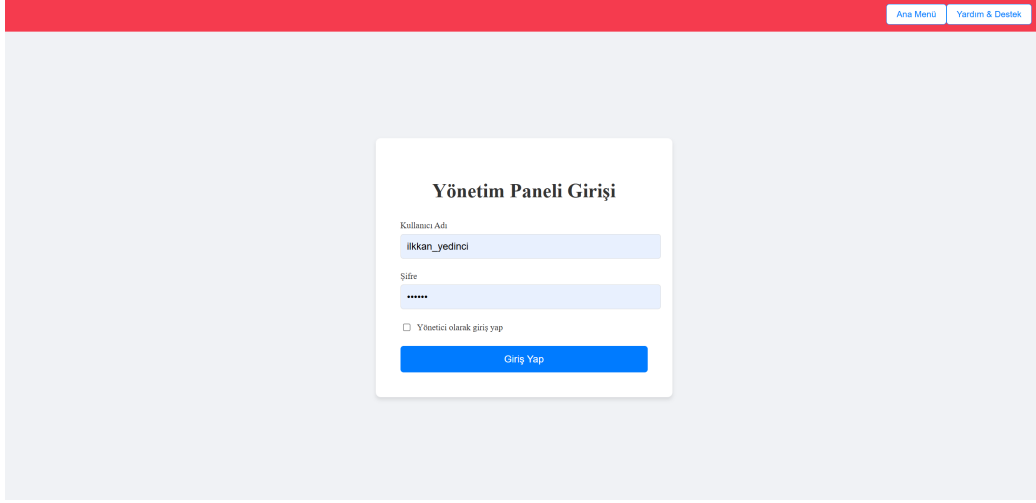 Ana Menü
Yardım & Destek
Yönetim Paneli Girişi
Kullanıcı Adı
ilkkan_yedinci
Şifre
••••••
Yönetici olarak giriş yap
Giriş Yap